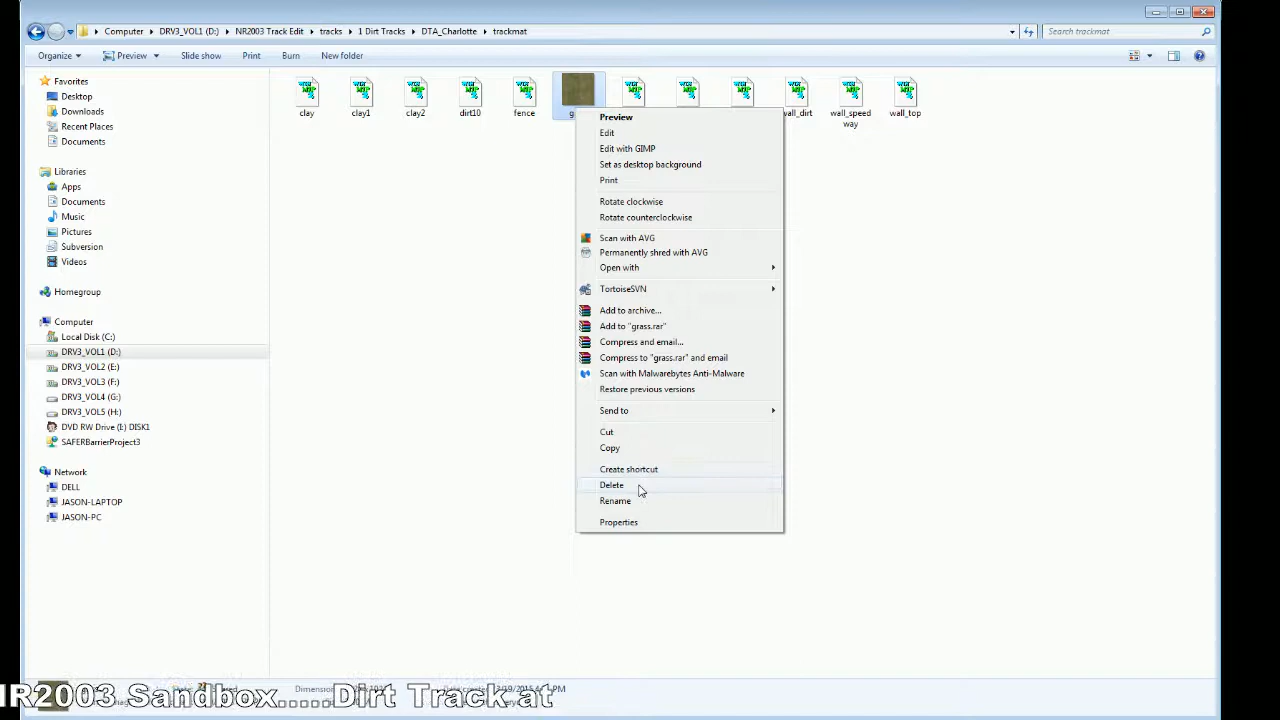 Computer ▸ DRV3_VOL1 (D:) ▸ NR2003 Track Edit ▸ tracks ▸ 1 Dirt Tracks ▸ DTA_Charlotte ▸ trackmat
Search trackmat
Organize Preview Slide show Print Burn New folder
Favorites
Desktop
Downloads
Recent Places
Documents
Libraries
Apps
Documents
Music
Pictures
Subversion
Videos
Homegroup
Computer
Local Disk (C:)
DRV3_VOL1 (D:)
DRV3_VOL2 (E:)
DRV3_VOL3 (F:)
DRV3_VOL4 (G:)
DRV3_VOL5 (H:)
DVD RW Drive (I:) DISK1
SAFERBarrierProject3
Network
DELL
JASON-LAPTOP
JASON-PC
clay clay1 clay2 dirt10 fence wall_dirt wall_speed wall_top
way
Preview
Edit
Edit with GIMP
Set as desktop background
Print
Rotate clockwise
Rotate counterclockwise
Scan with AVG
Permanently shred with AVG
Open with
TortoiseSVN
Add to archive...
Add to "grass.rar"
Compress and email...
Compress to "grass.rar" and email
Scan with Malwarebytes Anti-Malware
Restore previous versions
Send to
Cut
Copy
Create shortcut
Delete
Rename
Properties
NR2003 Sandbox.....Dirt Track at